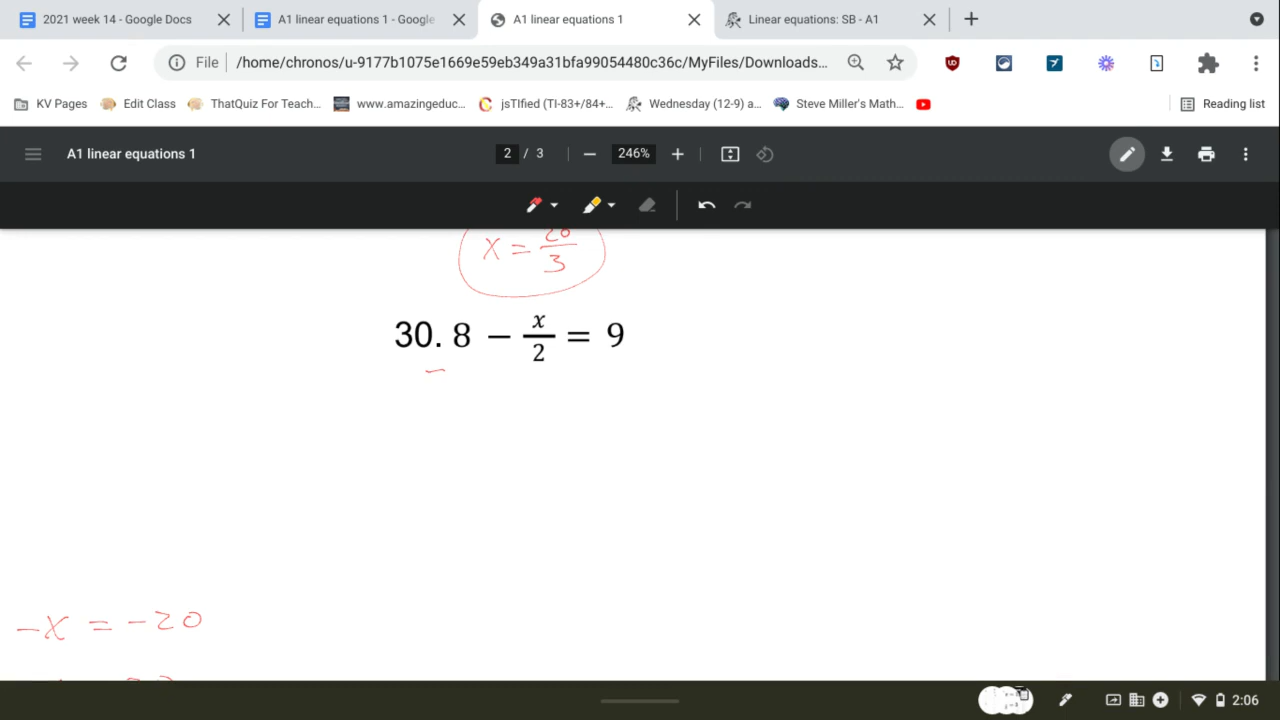 2021 week 14 - Google Docs
A1 linear equations 1 - Google
A1 linear equations 1
Linear equations: SB - A1
File
/home/chronos/u-9177b1075e1669e59eb349a31bfa99054480c36c/MyFiles/Downloads...
KV Pages
Edit Class
ThatQuiz For Teach...
www.amazingeduc...
jsTIfied (TI-83+/84+...
Wednesday (12-9) a...
Steve Miller's Math...
Reading list
A1 linear equations 1
2 / 3
246%
x = 20/3
30. 8 − x/2 = 9
-x = -20
2:06